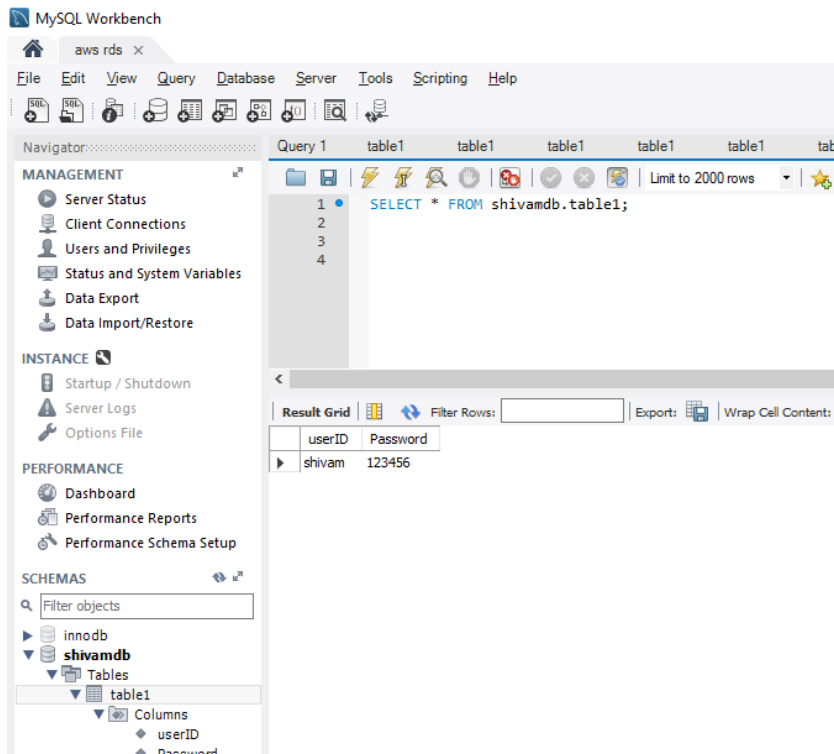 MySQL Workbench
aws rds
File Edit View Query Database Server Tools Scripting Help
Navigator
MANAGEMENT
Server Status
Client Connections
Users and Privileges
Status and System Variables
Data Export
Data Import/Restore
INSTANCE
Startup / Shutdown
Server Logs
Options File
PERFORMANCE
Dashboard
Performance Reports
Performance Schema Setup
SCHEMAS
Filter objects
innodb
shivamdb
Tables
table1
Columns
userID
Password
Query 1 table1 table1 table1 table1 table1 tab
Limit to 2000 rows
1 SELECT * FROM shivamdb.table1;
2
3
4
Result Grid Filter Rows: Export: Wrap Cell Content:
userID Password
shivam 123456